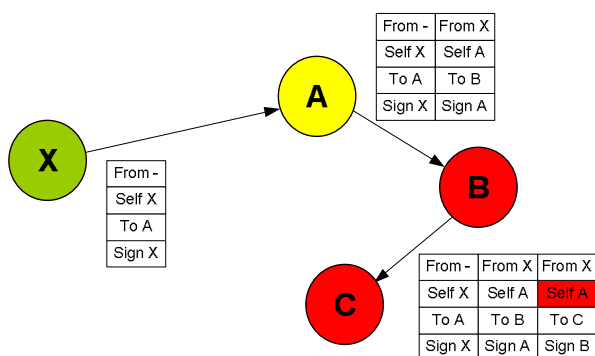 From - From X
Self X Self A
To A To B
Sign X Sign A
A
X
From -
Self X
To A
Sign X
B
From - From X From X
Self X Self A Self A
To A To B To C
Sign X Sign A Sign B
C